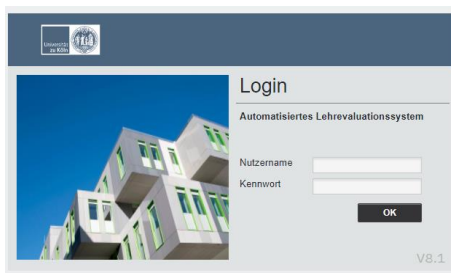 Universität
zu Köln
Login
Automatisiertes Lehrevaluationssystem
Nutzername
Kennwort
OK
V8.1